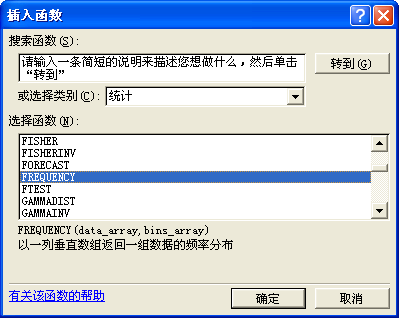 插入函数
搜索函数(S):
请输入一条简短的说明来描述您想做什么，然后单击
“转到”
转到(G)
或选择类别(C): 统计
选择函数(N):
FISHER
FISHERINV
FORECAST
FREQUENCY
FTEST
GAMMADIST
GAMMAINV
FREQUENCY(data_array,bins_array)
以一列垂直数组返回一组数据的频率分布
有关该函数的帮助
确定
取消